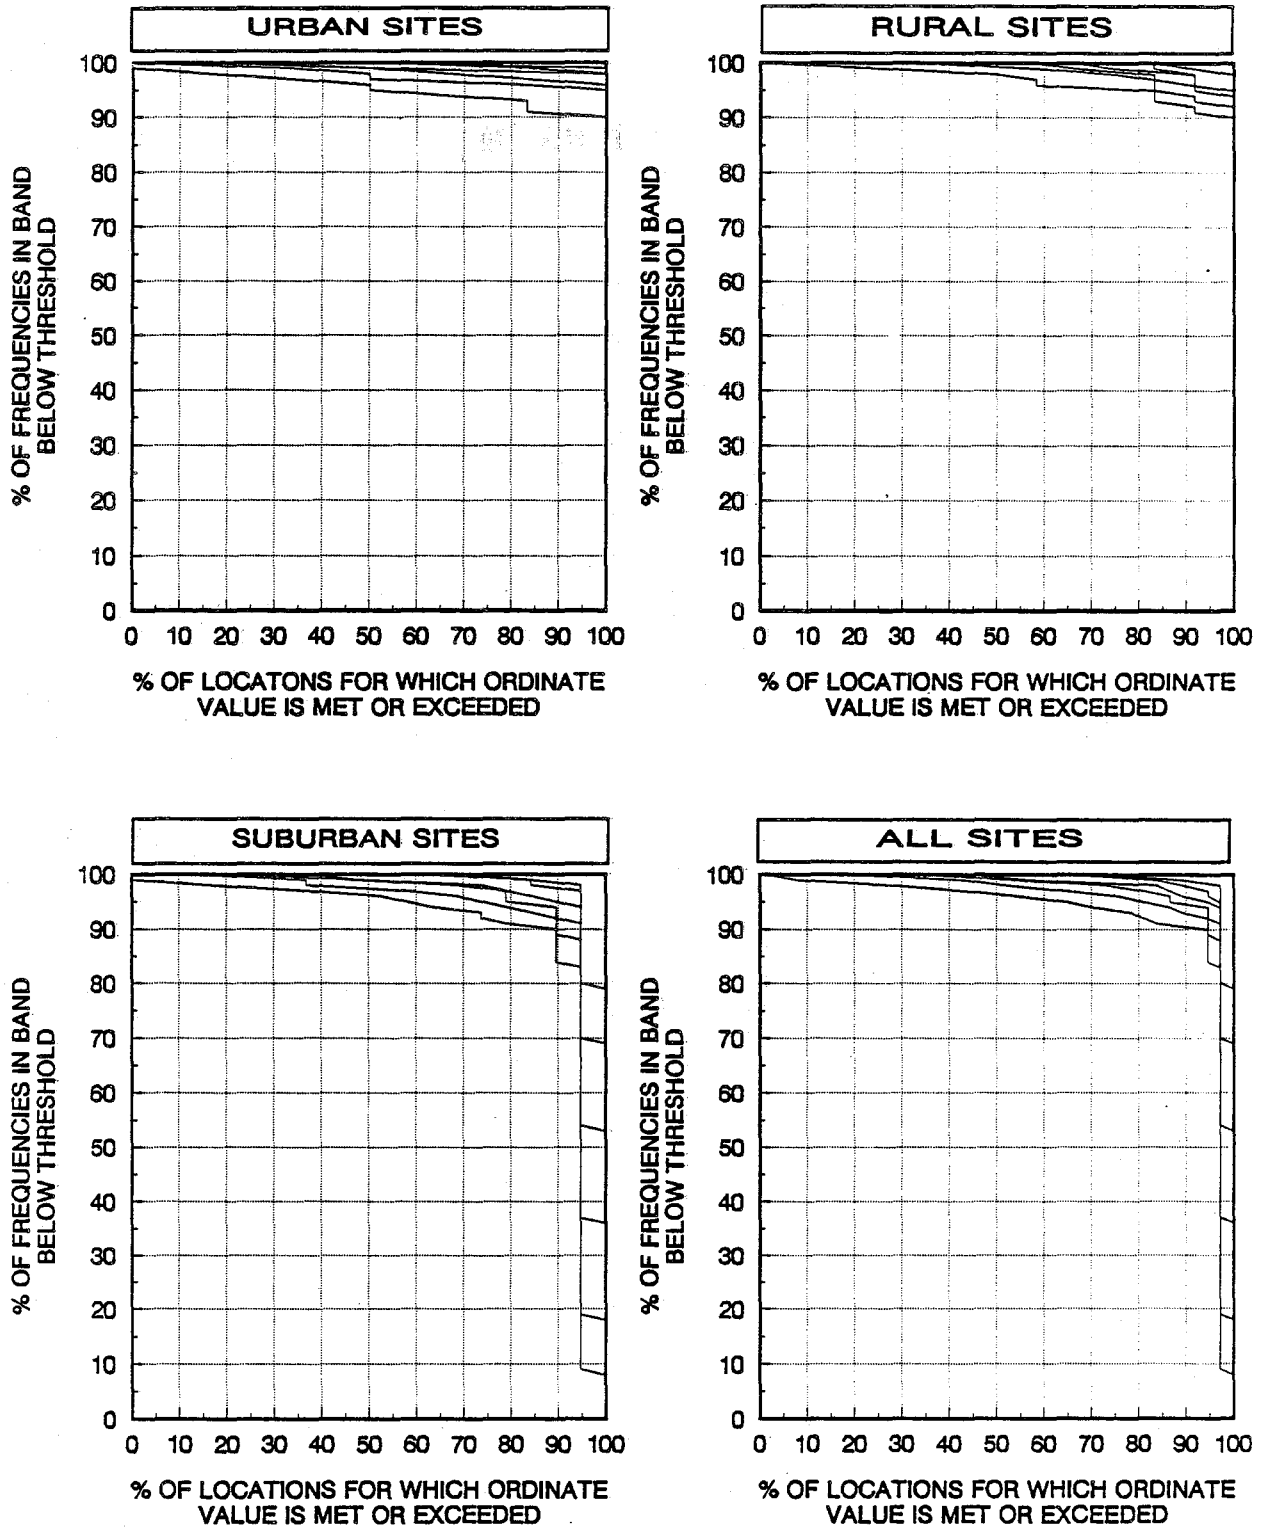 URBAN SITES
100
90
80
70
60
50
40
30
20
10
0
0 10 20 30 40 50 60 70 80 90 100
% OF FREQUENCIES IN BAND
BELOW THRESHOLD
% OF LOCATONS FOR WHICH ORDINATE
VALUE IS MET OR EXCEEDED
RURAL SITES
100
90
80
70
60
50
40
30
20
10
0
0 10 20 30 40 50 60 70 80 90 100
% OF FREQUENCIES IN BAND
BELOW THRESHOLD
% OF LOCATIONS FOR WHICH ORDINATE
VALUE IS MET OR EXCEEDED
SUBURBAN SITES
100
90
80
70
60
50
40
30
20
10
0
0 10 20 30 40 50 60 70 80 90 100
% OF FREQUENCIES IN BAND
BELOW THRESHOLD
% OF LOCATIONS FOR WHICH ORDINATE
VALUE IS MET OR EXCEEDED
ALL SITES
100
90
80
70
60
50
40
30
20
10
0
0 10 20 30 40 50 60 70 80 90 100
% OF FREQUENCIES IN BAND
BELOW THRESHOLD
% OF LOCATIONS FOR WHICH ORDINATE
VALUE IS MET OR EXCEEDED